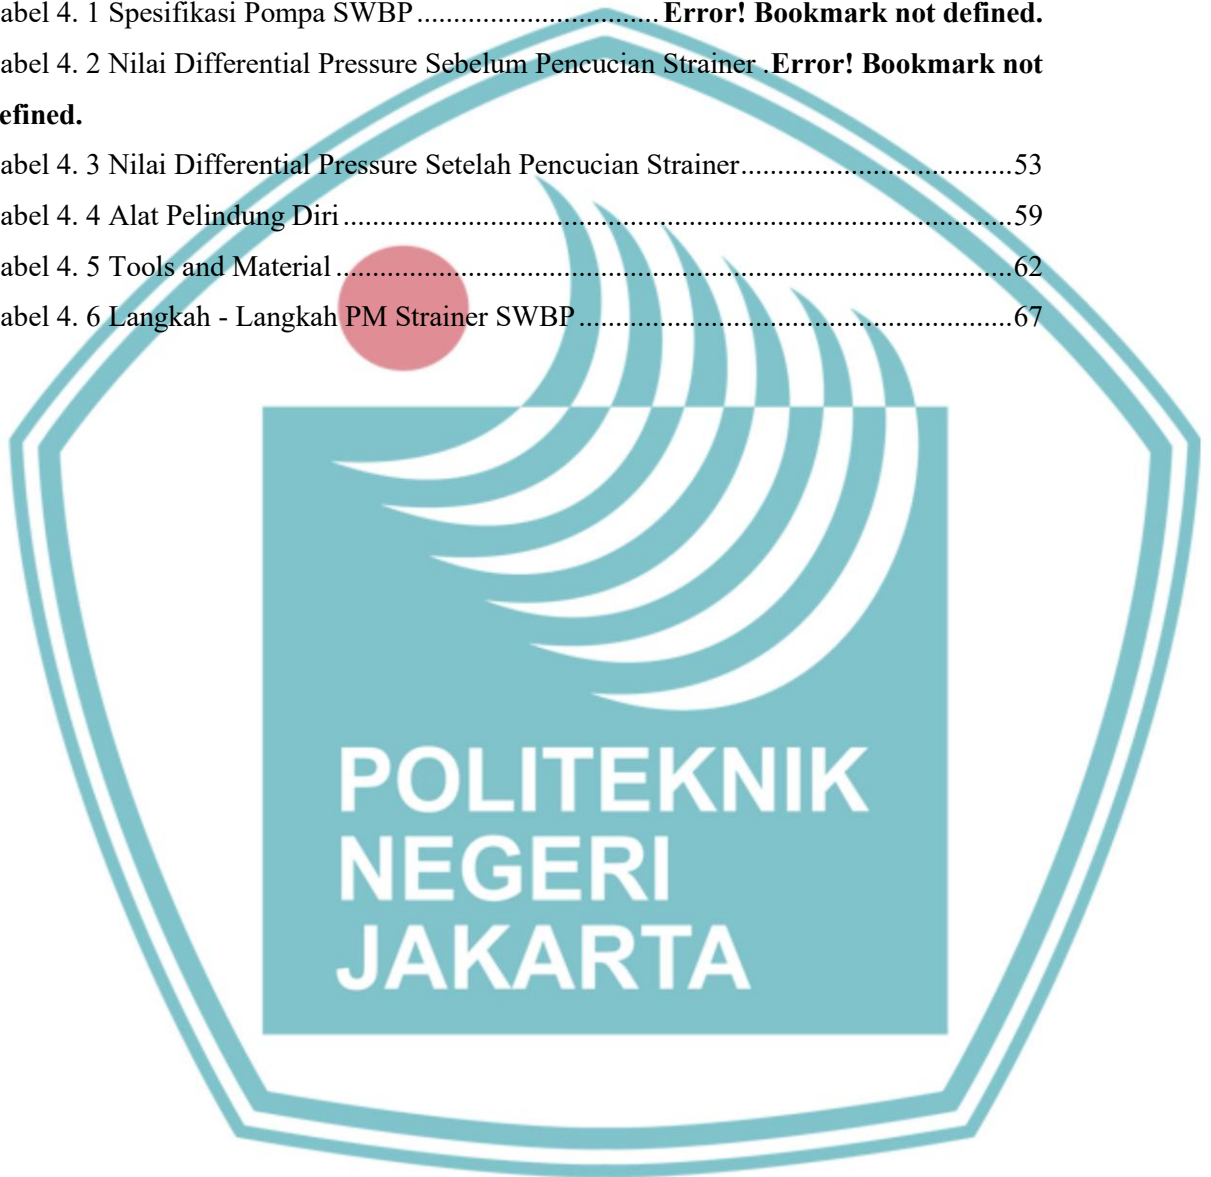 abel 4. 1 Spesifikasi Pompa SWBP................................. Error! Bookmark not defined.
abel 4. 2 Nilai Differential Pressure Sebelum Pencucian Strainer .Error! Bookmark not
efined.
abel 4. 3 Nilai Differential Pressure Setelah Pencucian Strainer.....................................53
abel 4. 4 Alat Pelindung Diri...........................................................................................59
abel 4. 5 Tools and Material............................................................................................62
abel 4. 6 Langkah - Langkah PM Strainer SWBP...........................................................67
POLITEKNIK
NEGERI
JAKARTA